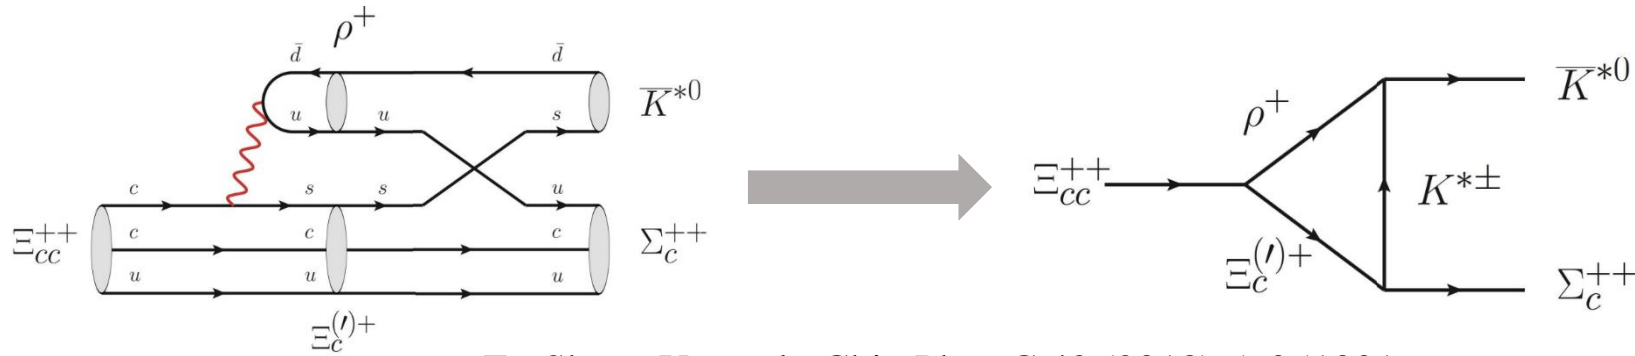 ρ⁺
d̄ d̄
K̄*⁰
u u s
c s s u
Ξcc⁺⁺ c c c Σc⁺⁺
u u u
Ξc⁽′⁾⁺
K̄*⁰
ρ⁺
Ξcc⁺⁺ K*±
Ξc⁽′⁾⁺
Σc⁺⁺